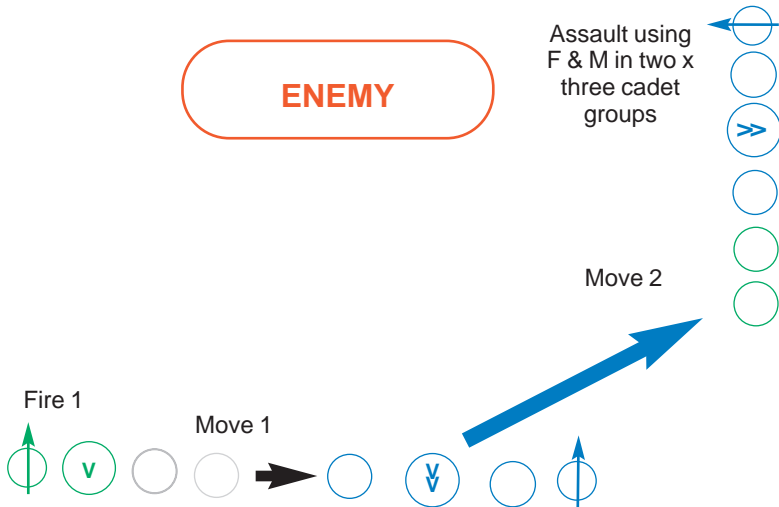 Assault using
F & M in two x
three cadet
groups
ENEMY
>>
Move 2
Fire 1
Move 1
v
>>